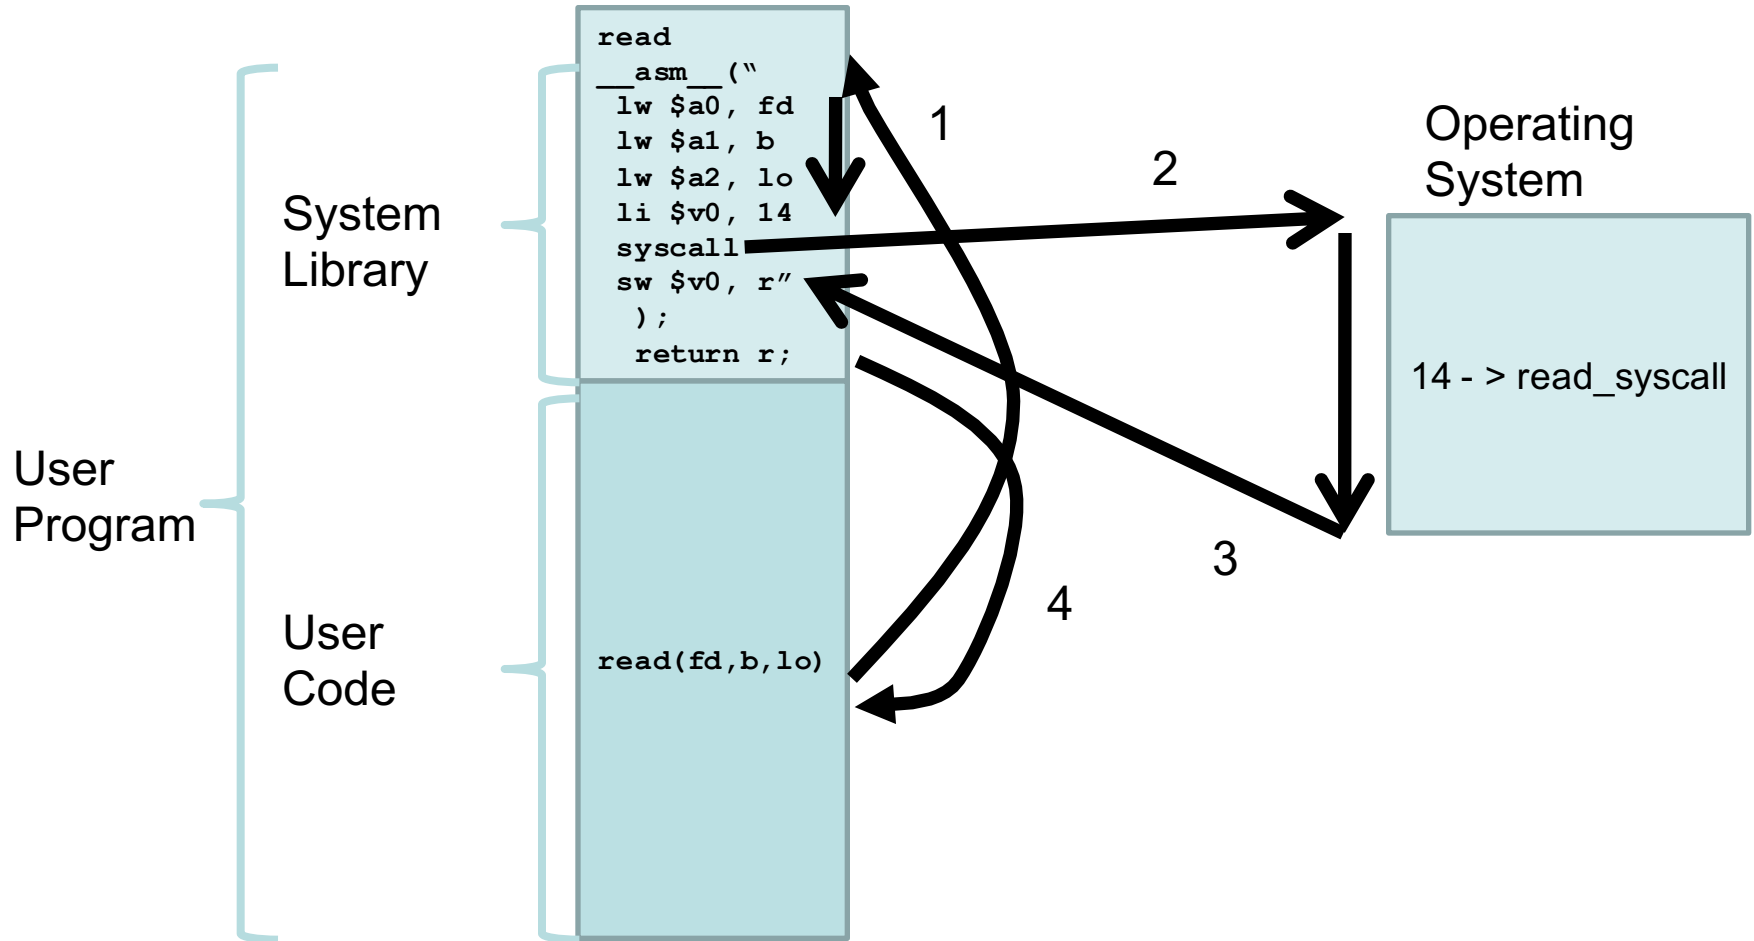 User
Program
System
Library
User
Code
read
__asm__(‟
lw $a0, fd
lw $a1, b
lw $a2, lo
li $v0, 14
syscall
sw $v0, r”
);
return r;
read(fd,b,lo)
1
2
3
4
Operating
System
14 - > read_syscall